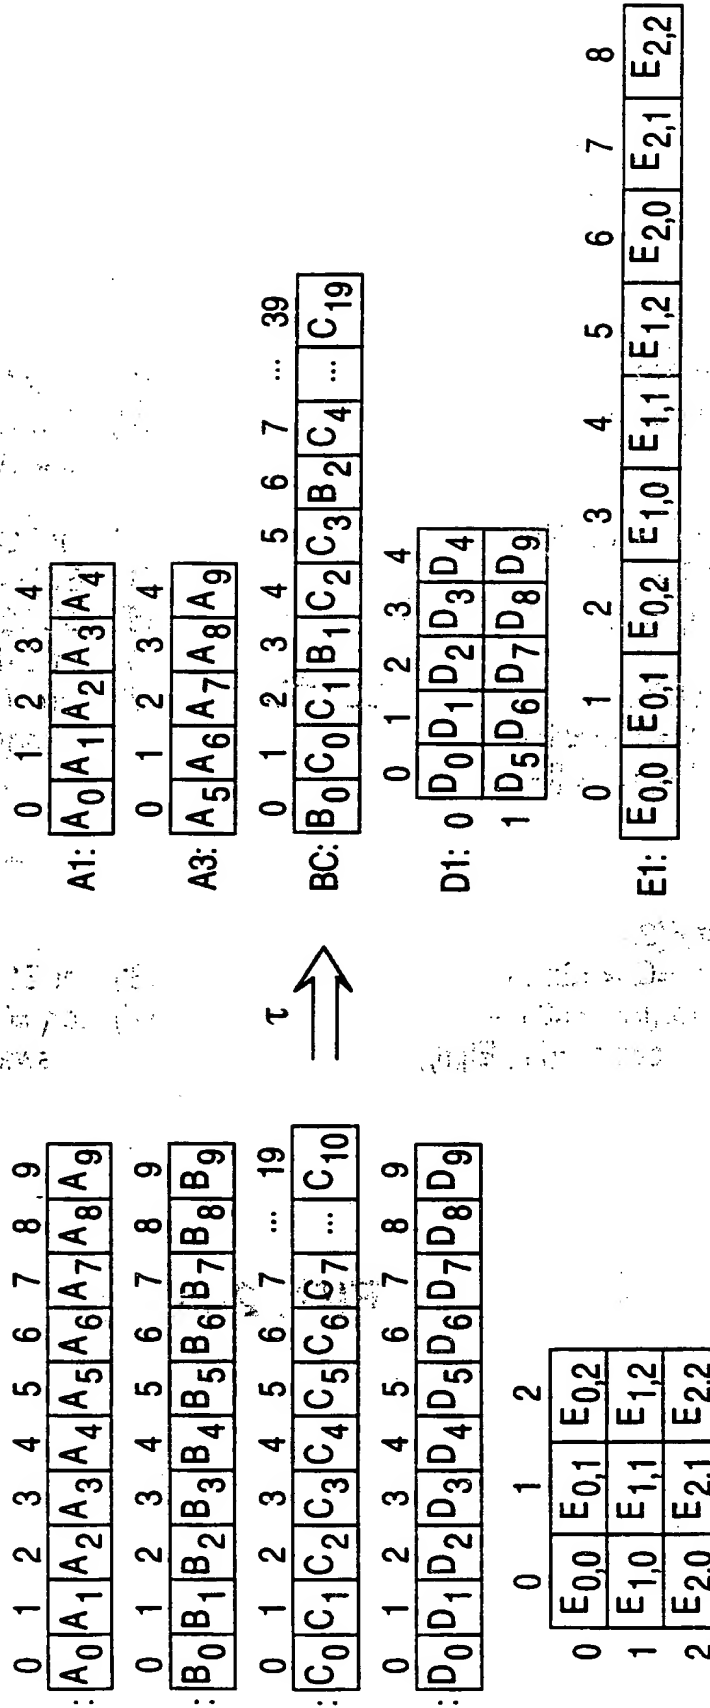 0 1 2 3 4 5 6 7 8 9
: A0 A1 A2 A3 A4 A5 A6 A7 A8 A9
0 1 2 3 4 5 6 7 8 9
: B0 B1 B2 B3 B4 B5 B6 B7 B8 B9
0 1 2 3 4 5 6 7 ... 19
: C0 C1 C2 C3 C4 C5 C6 C7 ... C10
0 1 2 3 4 5 6 7 8 9
: D0 D1 D2 D3 D4 D5 D6 D7 D8 D9
0 1 2
0 E0,0 E0,1 E0,2
1 E1,0 E1,1 E1,2
2 E2,0 E2,1 E2,2
τ
0 1 2 3 4
A1: A0 A1 A2 A3 A4
0 1 2 3 4
A3: A5 A6 A7 A8 A9
0 1 2 3 4 5 6 7 ... 39
BC: B0 C0 C1 B1 C2 C3 B2 C4 ... C19
0 1 2 3 4
D1: 0 D0 D1 D2 D3 D4
1 D5 D6 D7 D8 D9
0 1 2 3 4 5 6 7 8
E1: E0,0 E0,1 E0,2 E1,0 E1,1 E1,2 E2,0 E2,1 E2,2